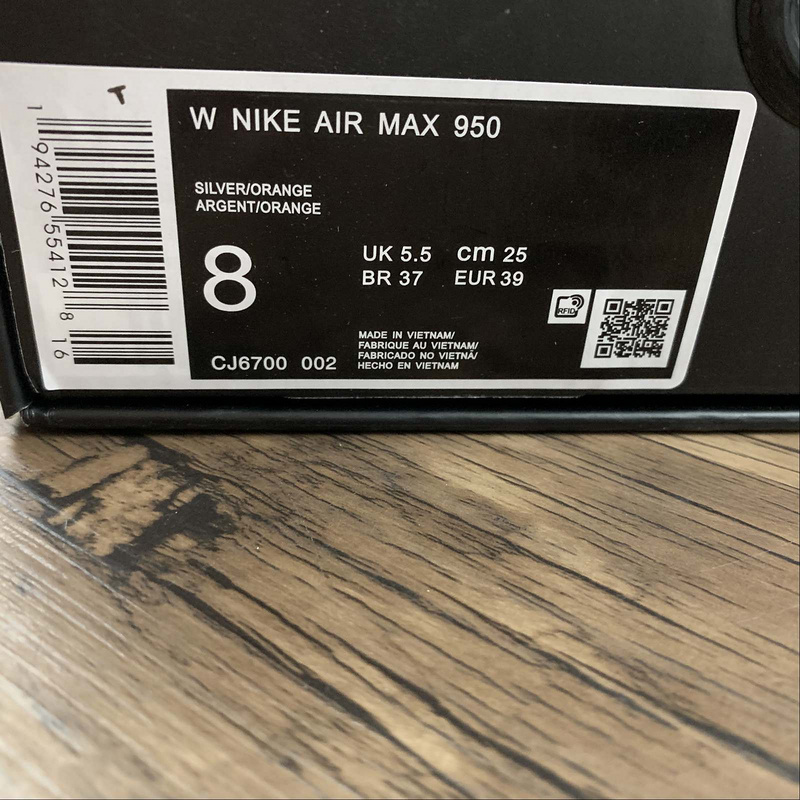 T
W NIKE AIR MAX 950
SILVER/ORANGE
ARGENT/ORANGE
8
UK 5.5 cm 25
BR 37 EUR 39
RFID
MADE IN VIETNAM/
FABRIQUE AU VIETNAM/
FABRICADO NO VIETNÃ/
HECHO EN VIETNAM
CJ6700 002
1 94276 55412 8 16